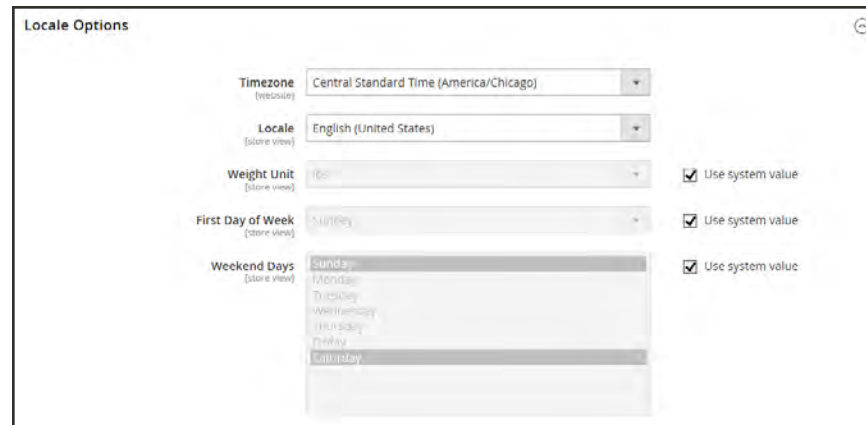 Locale Options
Timezone Central Standard Time (America/Chicago)
[website]
Locale English (United States)
[store view]
Weight Unit lbs Use system value
[store view]
First Day of Week Sunday Use system value
[store view]
Weekend Days Sunday Use system value
[store view] Monday
Tuesday
Wednesday
Thursday
Friday
Saturday